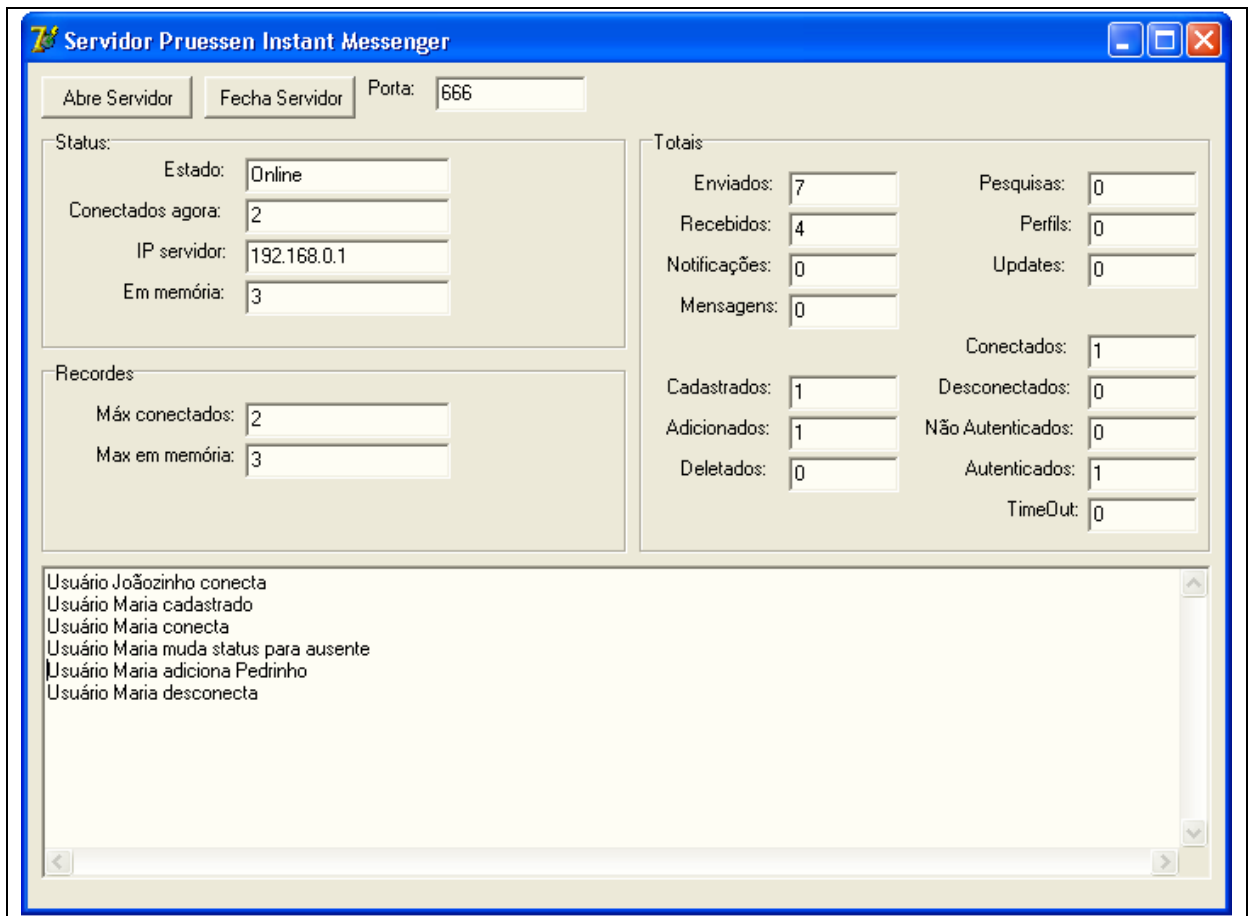 Servidor Pruessen Instant Messenger
Abre Servidor Fecha Servidor Porta: 666
Status:
Estado: Online
Conectados agora: 2
IP servidor: 192.168.0.1
Em memória: 3
Recordes
Máx conectados: 2
Max em memória: 3
Totais
Enviados: 7 Pesquisas: 0
Recebidos: 4 Perfils: 0
Notificações: 0 Updates: 0
Mensagens: 0
Conectados: 1
Cadastrados: 1 Desconectados: 0
Adicionados: 1 Não Autenticados: 0
Deletados: 0 Autenticados: 1
TimeOut: 0
Usuário Joãozinho conecta
Usuário Maria cadastrado
Usuário Maria conecta
Usuário Maria muda status para ausente
Usuário Maria adiciona Pedrinho
Usuário Maria desconecta